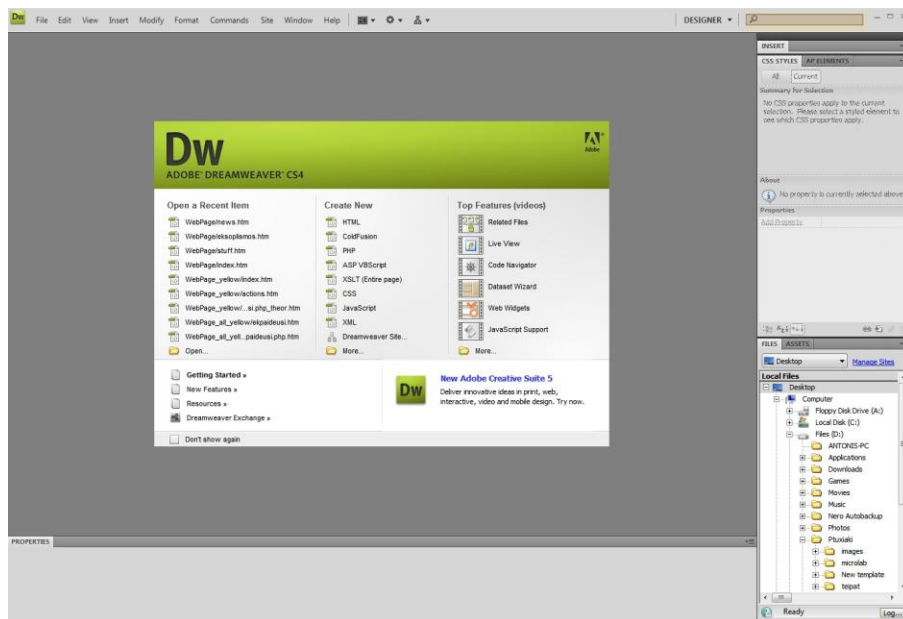 Dw File Edit View Insert Modify Format Commands Site Window Help DESIGNER
INSERT
CSS STYLES AP ELEMENTS
All Current
Summary for Selection
No CSS properties apply to the current
selection. Please select a styled element to
see which CSS properties apply.
About
No property is currently selected above
Properties
Add Property
Dw
ADOBE® DREAMWEAVER® CS4
Adobe
Open a Recent Item
WebPage/news.htm
WebPage/eksoplismos.htm
WebPage/stuff.htm
WebPage/index.htm
WebPage_yellow/index.htm
WebPage_yellow/actions.htm
WebPage_yellow/...si.php_theor.htm
WebPage_all_yellow/ekpaideusi.htm
WebPage_all_yell...paideusi.php.htm
Open...
Create New
HTML
ColdFusion
PHP
ASP VBScript
XSLT (Entire page)
CSS
JavaScript
XML
Dreamweaver Site...
More...
Top Features (videos)
Related Files
Live View
Code Navigator
Dataset Wizard
Web Widgets
JavaScript Support
More...
Getting Started »
New Features »
Resources »
Dreamweaver Exchange »
Dw
New Adobe Creative Suite 5
Deliver innovative ideas in print, web,
interactive, video and mobile design. Try now.
Don't show again
FILES ASSETS
Desktop Manage Sites
Local Files
Desktop
Computer
Floppy Disk Drive (A:)
Local Disk (C:)
Files (D:)
ANTONIS-PC
Applications
Downloads
Games
Movies
Music
Nero Autobackup
Photos
Ptuxiaki
images
microlab
New template
teipat
Ready Log...
PROPERTIES